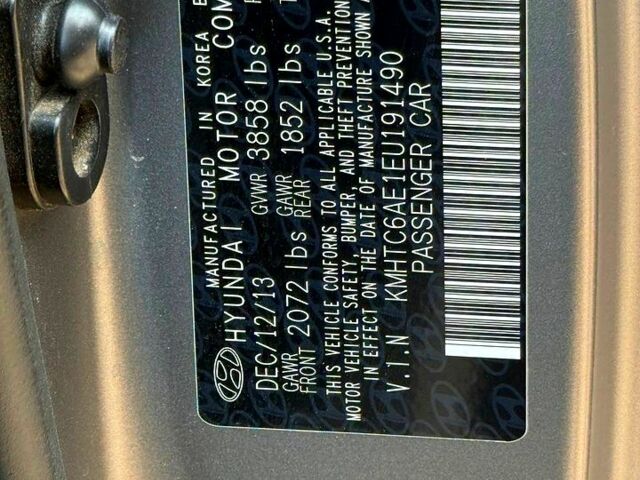 MANUFACTURED IN KOREA B
HYUNDAI MOTOR COM
DEC/12/13 GVWR 3858 lbs
GAWR FRONT 2072 lbs GAWR REAR 1852 lbs
THIS VEHICLE CONFORMS TO ALL APPLICABLE U.S.A.
MOTOR VEHICLE SAFETY, BUMPER, AND THEFT PREVENTION
IN EFFECT ON THE DATE OF MANUFACTURE SHOWN A
V.I.N KMHTC6AE1EU191490
PASSENGER CAR